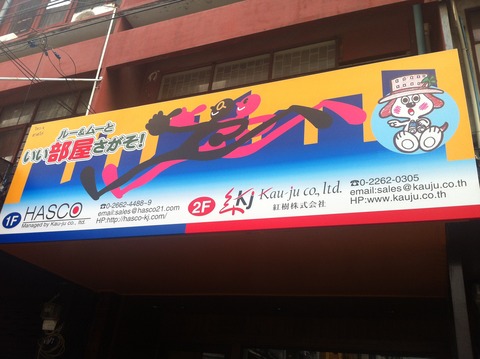 ルー&ムーと
いい部屋さがそ!
1F HASCO
Managed by Kau-ju co., ltd.
☎0-2662-4488~9
email:sales@hasco21.com
HP:http://hasco-kj.com/
2F KJ Kau-ju co,.ltd.
紅樹株式会社
☎0-2262-0305
email:sales@kauju.co.th
HP:www.kauju.co.th